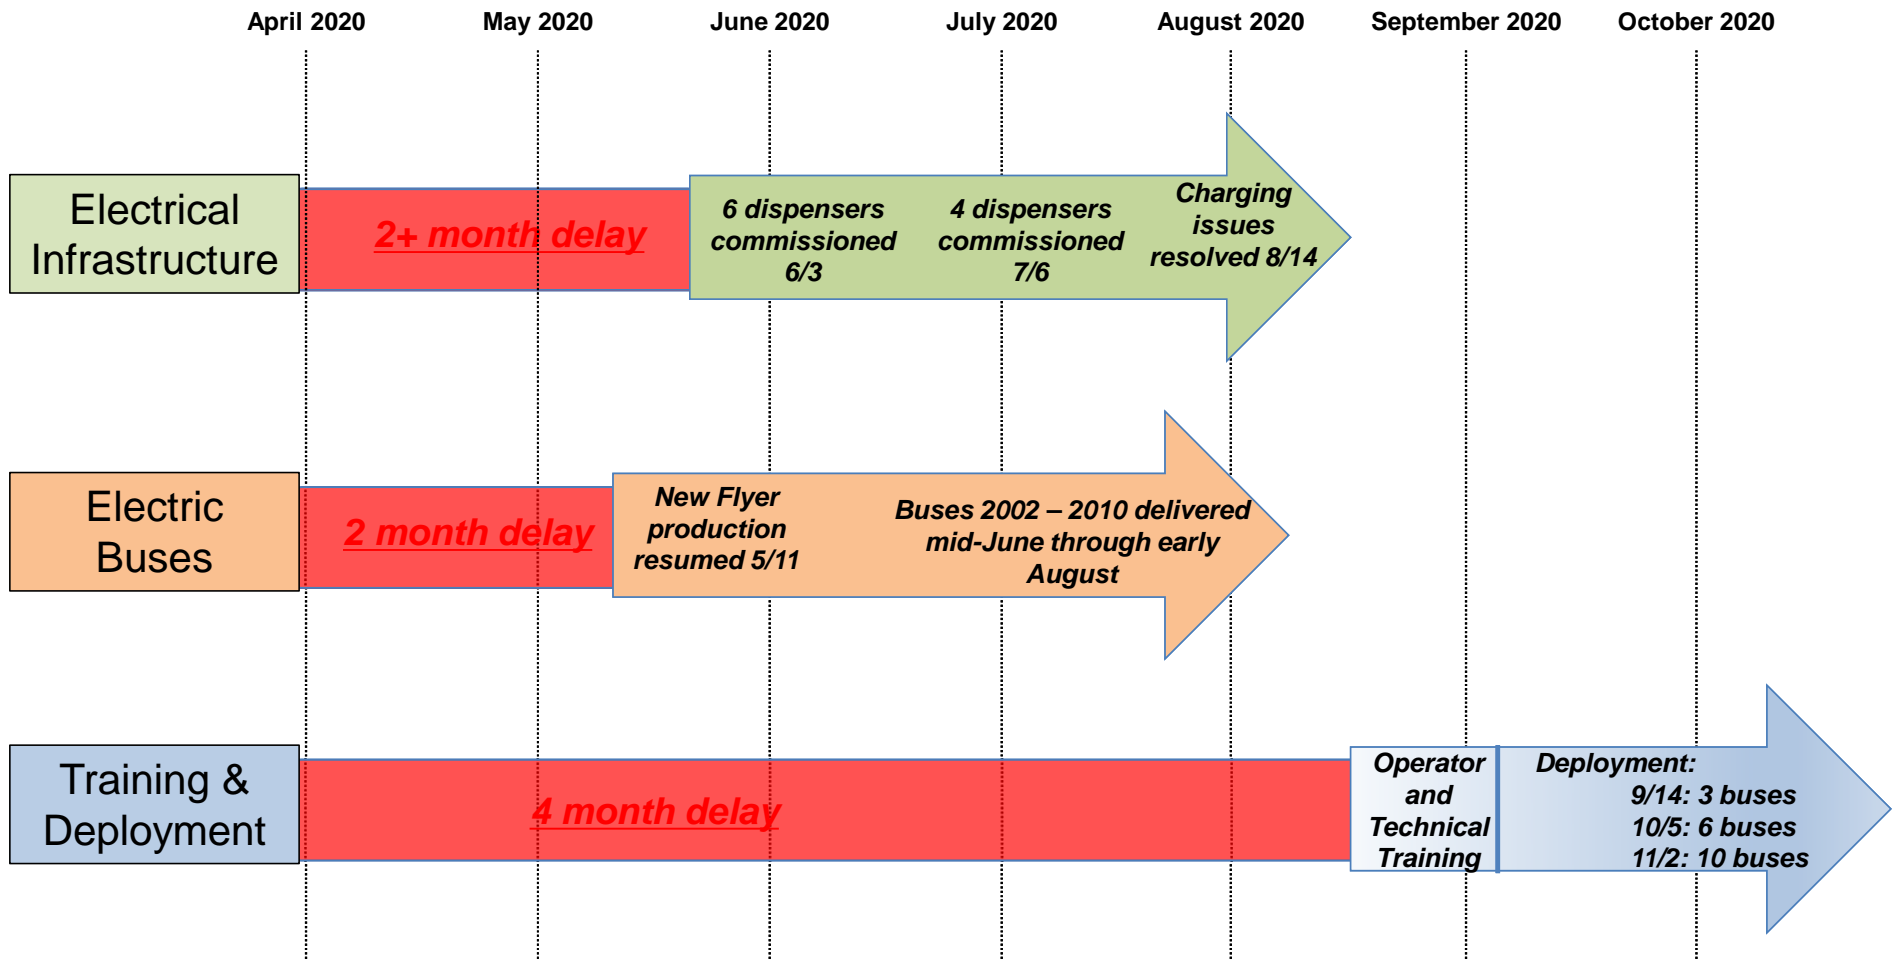 April 2020
May 2020
June 2020
July 2020
August 2020
September 2020
October 2020
Electrical
Infrastructure
2+ month delay
6 dispensers
commissioned
6/3
4 dispensers
commissioned
7/6
Charging
issues
resolved 8/14
Electric
Buses
2 month delay
New Flyer
production
resumed 5/11
Buses 2002 – 2010 delivered
mid-June through early
August
Training &
Deployment
4 month delay
Operator
and
Technical
Training
Deployment:
9/14: 3 buses
10/5: 6 buses
11/2: 10 buses